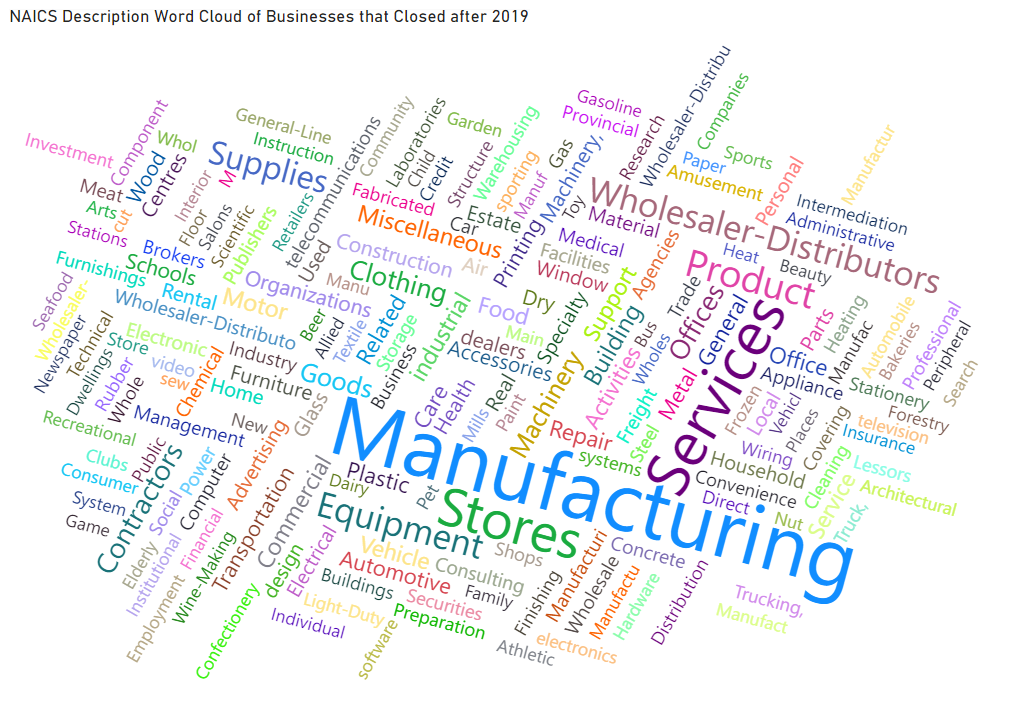 NAICS Description Word Cloud of Businesses that Closed after 2019
Gasoline
Provincial
Research
Wholesaler-Distribu
Companies
Component
General-Line
Instruction
telecommunications
Community
Laboratories
Garden
Warehousing
Structure
sporting
Gas
Machinery,
Paper
Sports
Amusement
Personal
Manufactur
Investment
Whol
Wood
Centres
Supplies
Child
Credit
Manuf
Toy
Material
Wholesaler-Distributors
Intermediation
Administrative
Meat
Arts
cut
Stations
Interior
M
Floor
Salons
Scientific
Publishers
Retailers
Used
Fabricated
Miscellaneous
Car
Estate
Printing
Medical
Facilities
Window
Agencies
Heat
Beauty
Product
Brokers
Schools
Furnishings
Rental
Motor
Organizations
Manu
Construction
Clothing
Air
Food
Dry
Support
Trade
Offices
General
Parts
Heating
Automobile
Professional
Seafood
Wholesaler-
Newspaper
Technical
Wholesaler-Distributo
Beer
Allied
Textile
Related
Storage
industrial
Main
dealers
Accessories
Specialty
Building
Bus
Wholes
Services
Office
Appliance
Manufac
Bakeries
Peripheral
Search
Store
Electronic
video
Industry
Furniture
Dwellings
Rubber
Whole
sew
Chemical
Home
Goods
Business
Care
Health
Mills
Real
Paint
Machinery
Activities
Freight
Metal
Frozen
Local
Vehicl
Places
Covering
Stationery
Forestry
television
Insurance
Recreational
Management
New
Glass
Manufacturing
Repair
systems
Steel
Household
Wiring
Convenience
Cleaning
Lessors
Architectural
Clubs
Consumer
Public
Contractors
Power
Social
Computer
Advertising
Transportation
Commercial
Plastic
Dairy
Pet
Stores
Direct
Nut
Service
Truck,
System
Game
Elderly
Institutional
Financial
Wine-Making
Employment
design
Electrical
Equipment
Vehicle
Automotive
Consulting
Shops
Concrete
Manufacturi
Buildings
Securities
Family
Finishing
Wholesale
Manufactu
Hardware
Distribution
Trucking,
Manufact
Confectionery
Light-Duty
Individual
Preparation
software
Athletic
electronics